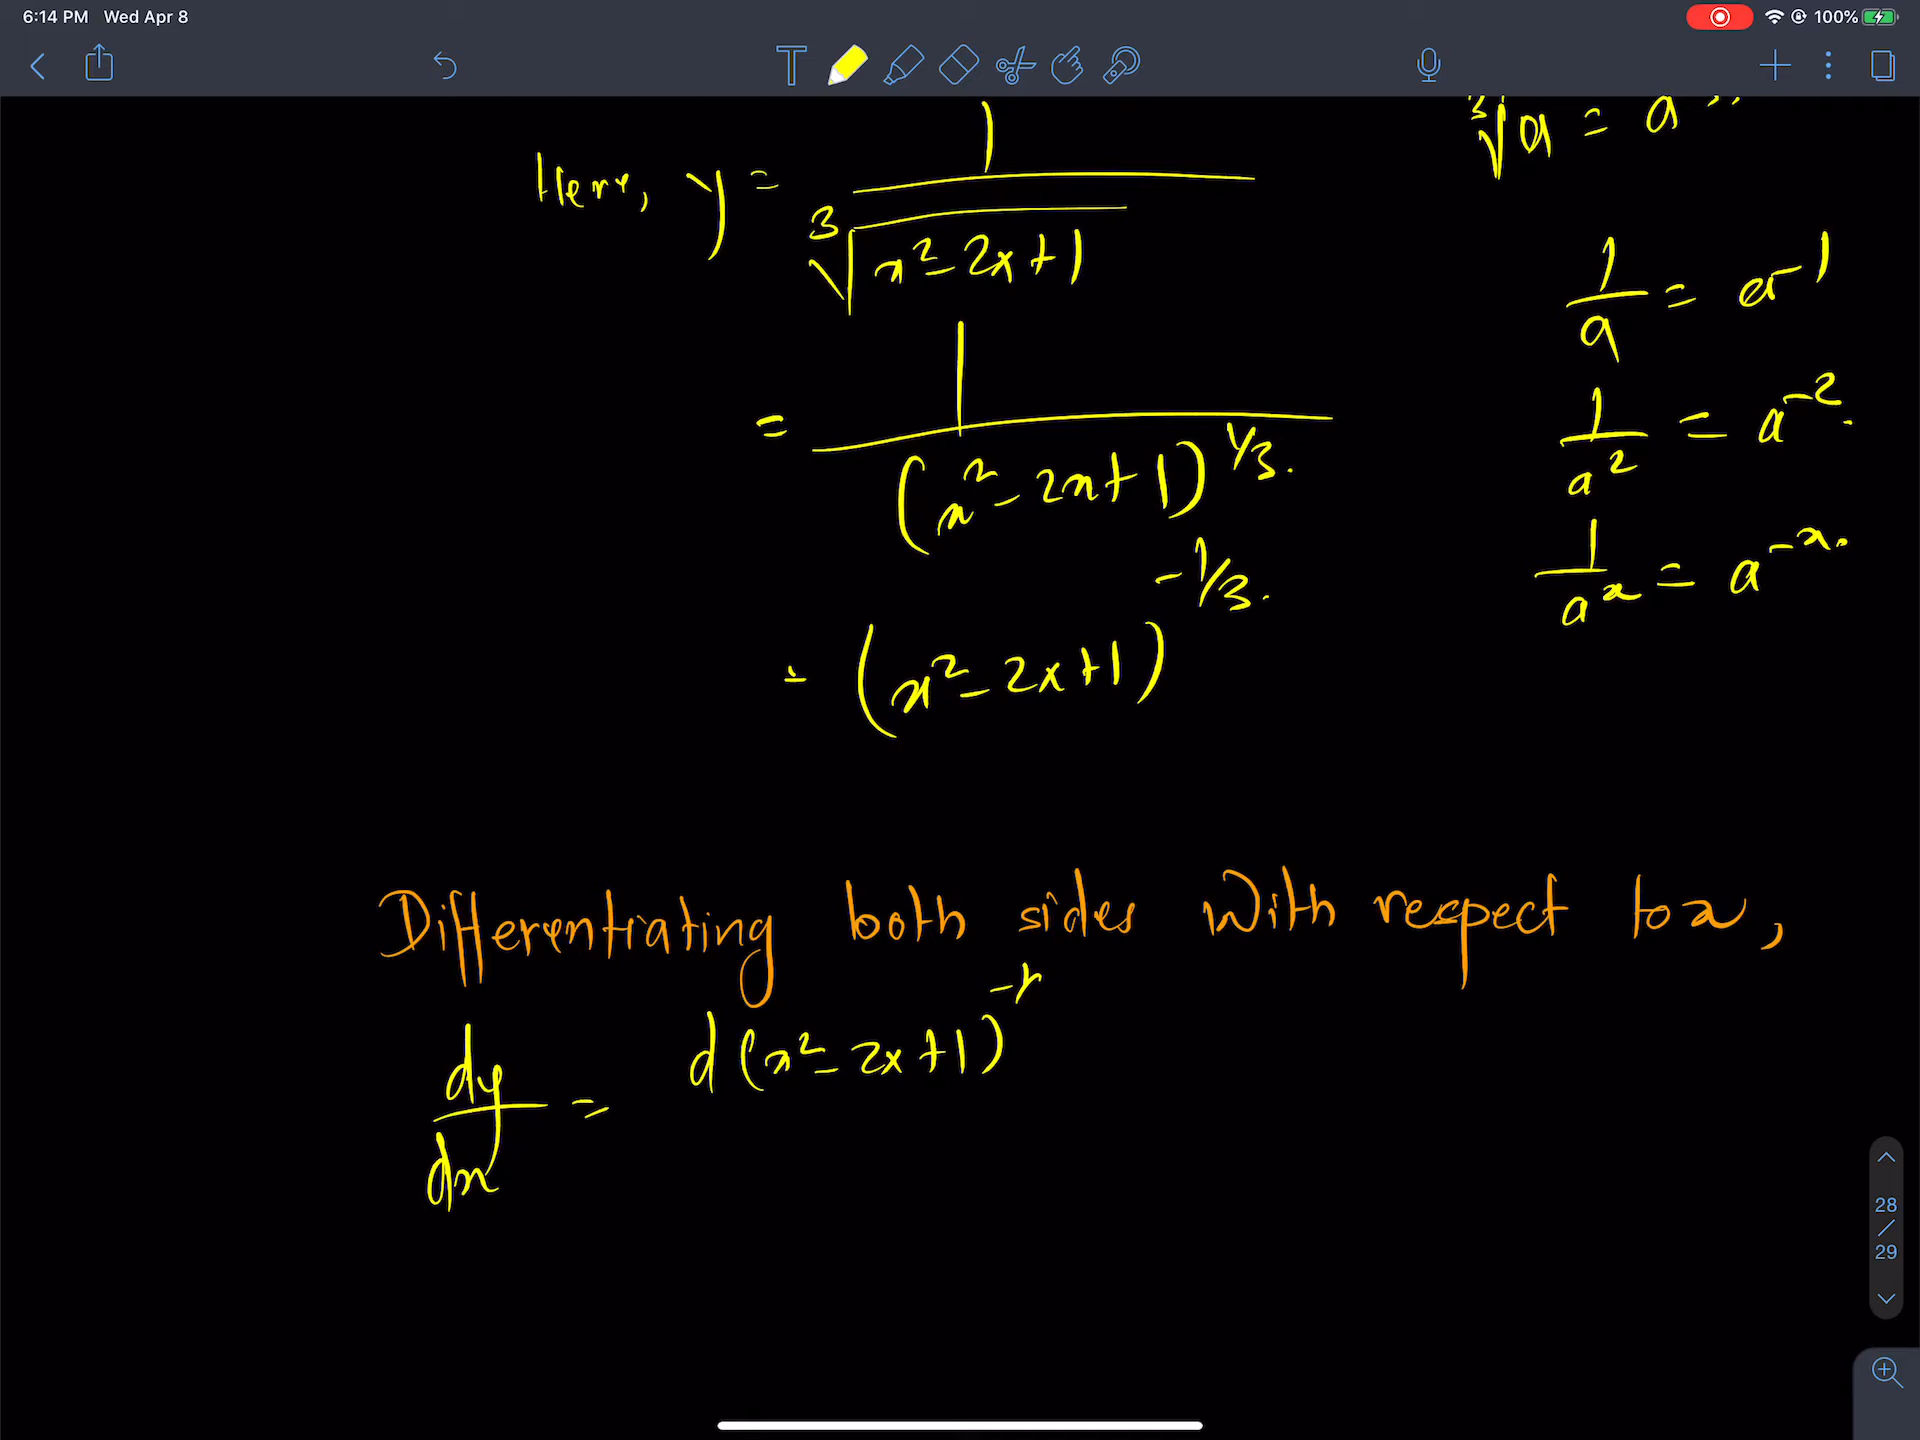 6:14 PM Wed Apr 8
100%
∛a = a
Here, y = 1 / ∛(x² - 2x + 1)
1/a = a⁻¹
= 1 / (x² - 2x + 1)^1/3.
1/a² = a⁻².
1/aˣ = a⁻ˣ.
= (x² - 2x + 1)^-1/3.
Differentiating both sides with respect to x,
dy/dx = d(x² - 2x + 1)^-
28
/
29